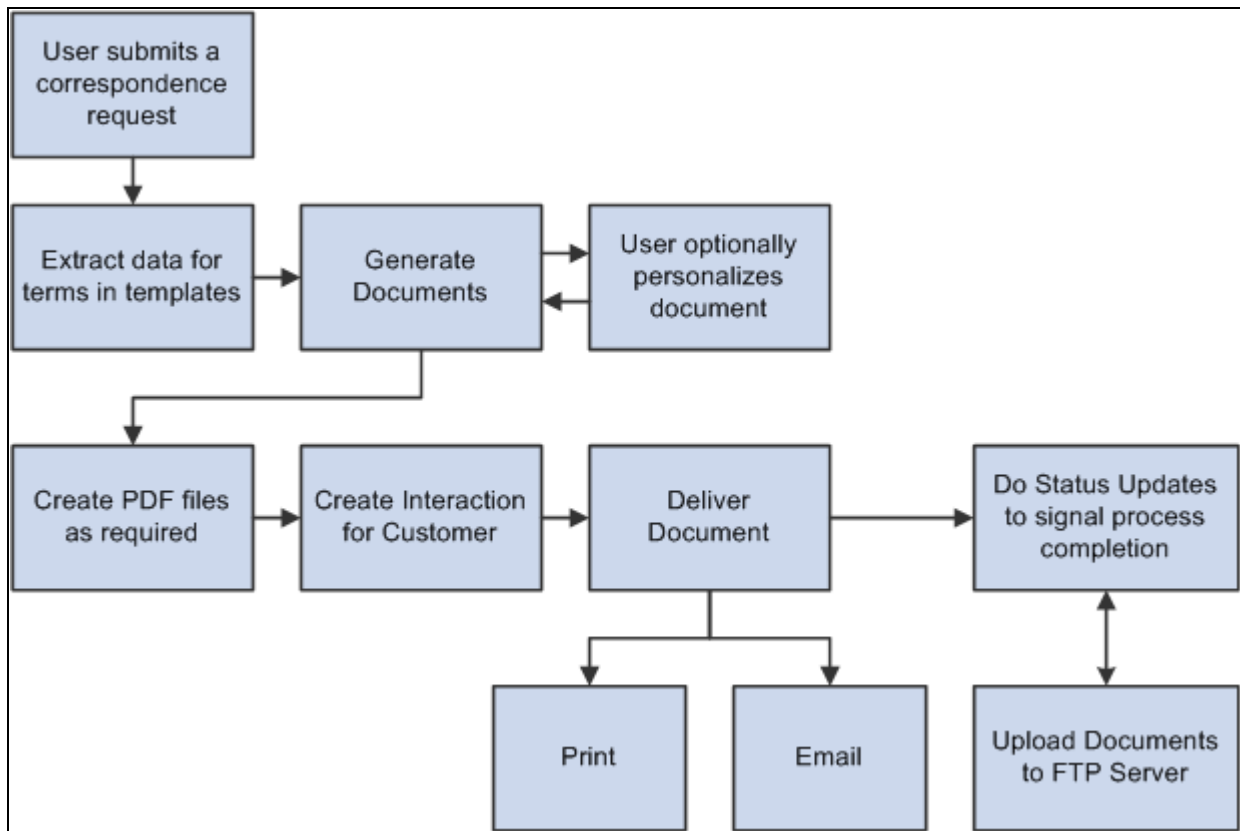 User submits a
correspondence
request
Extract data for
terms in templates
Generate
Documents
User optionally
personalizes
document
Create PDF files
as required
Create Interaction
for Customer
Deliver
Document
Do Status Updates
to signal process
completion
Print
Email
Upload Documents
to FTP Server